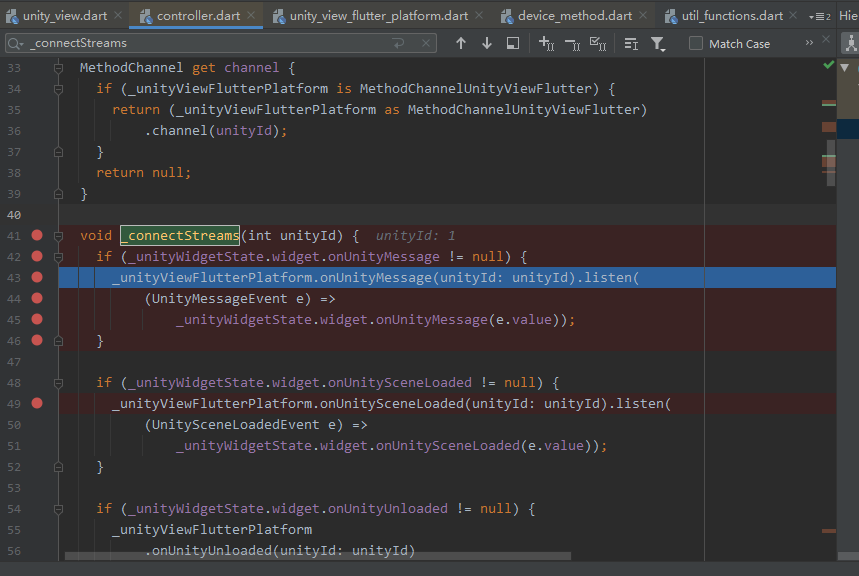 unity_view.dart controller.dart unity_view_flutter_platform.dart device_method.dart util_functions.dart 2 Hie
_connectStreams Match Case »
33 MethodChannel get channel {
34 if (_unityViewFlutterPlatform is MethodChannelUnityViewFlutter) {
35 return (_unityViewFlutterPlatform as MethodChannelUnityViewFlutter)
36 .channel(unityId);
37 }
38 return null;
39 }
40
41 void _connectStreams(int unityId) { unityId: 1
42 if (_unityWidgetState.widget.onUnityMessage != null) {
43 _unityViewFlutterPlatform.onUnityMessage(unityId: unityId).listen(
44 (UnityMessageEvent e) =>
45 _unityWidgetState.widget.onUnityMessage(e.value));
46 }
47
48 if (_unityWidgetState.widget.onUnitySceneLoaded != null) {
49 _unityViewFlutterPlatform.onUnitySceneLoaded(unityId: unityId).listen(
50 (UnitySceneLoadedEvent e) =>
51 _unityWidgetState.widget.onUnitySceneLoaded(e.value));
52 }
53
54 if (_unityWidgetState.widget.onUnityUnloaded != null) {
55 _unityViewFlutterPlatform
56 .onUnityUnloaded(unityId: unityId)